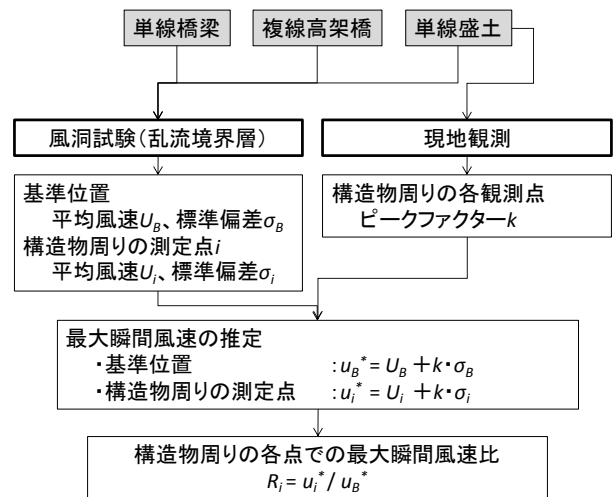 単線橋梁
複線高架橋
単線盛土
風洞試験(乱流境界層)
現地観測
基準位置
平均風速U_B、標準偏差σ_B
構造物周りの測定点i
平均風速U_i、標準偏差σ_i
構造物周りの各観測点
ピークファクターk
最大瞬間風速の推定
・基準位置 :u_B* = U_B +k・σ_B
・構造物周りの測定点 :u_i* = U_i +k・σ_i
構造物周りの各点での最大瞬間風速比
R_i = u_i* / u_B*